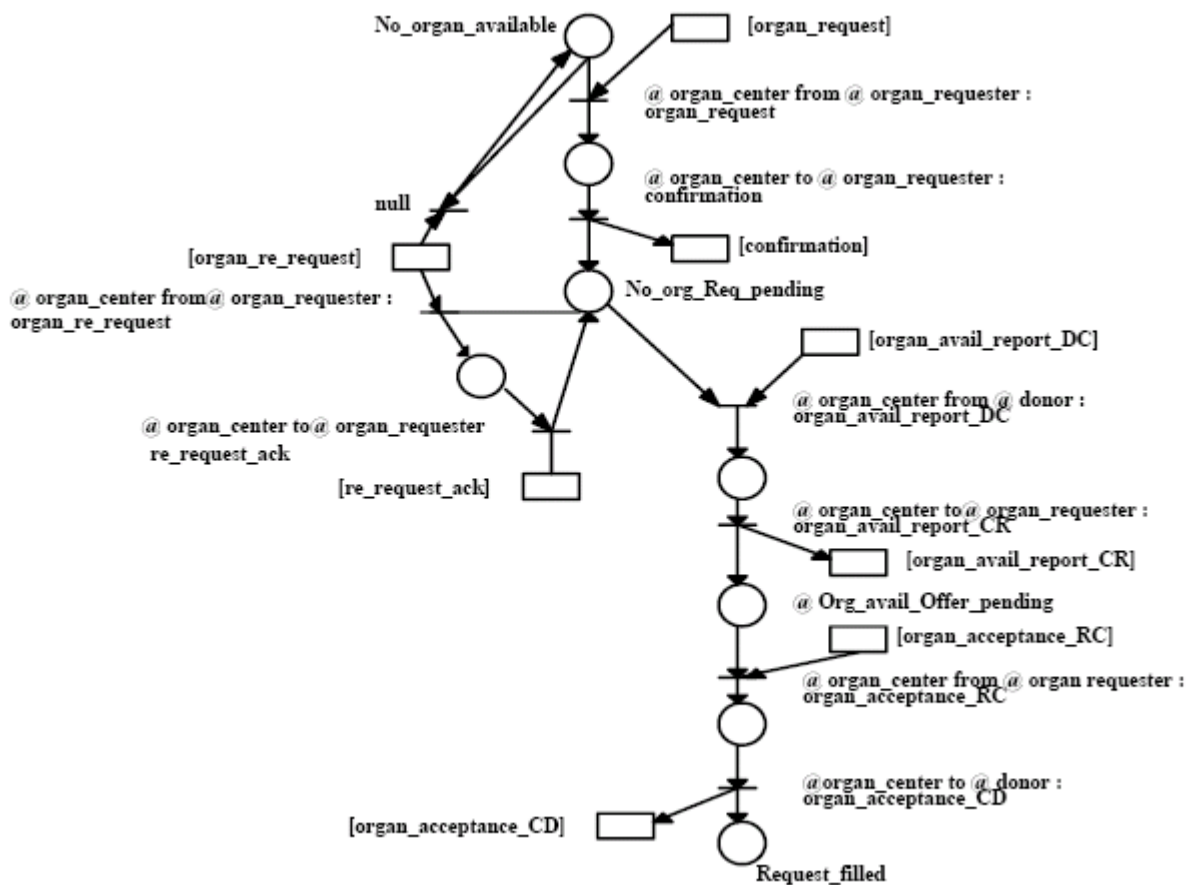 No_organ_available
[organ_request]
@ organ_center from @ organ_requester :
organ_request
@ organ_center to @ organ_requester :
confirmation
null
[confirmation]
[organ_re_request]
No_org_Req_pending
@ organ_center from@ organ_requester :
organ_re_request
[organ_avail_report_DC]
@ organ_center from @ donor :
organ_avail_report_DC
@ organ_center to@ organ_requester
re_request_ack
[re_request_ack]
@ organ_center to@ organ_requester :
organ_avail_report_CR
[organ_avail_report_CR]
@ Org_avail_Offer_pending
[organ_acceptance_RC]
@ organ_center from @ organ requester :
organ_acceptance_RC
@organ_center to @ donor :
organ_acceptance_CD
[organ_acceptance_CD]
Request_filled